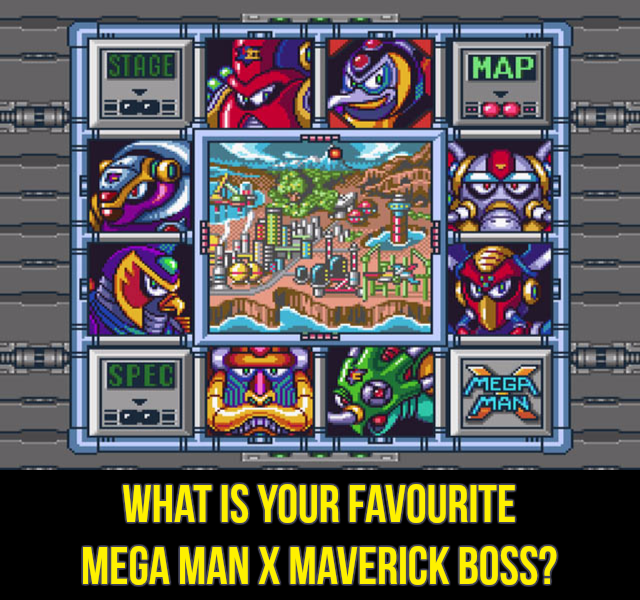 STAGE
MAP
SPEC
MEGA
MAN
WHAT IS YOUR FAVOURITE
MEGA MAN X MAVERICK BOSS?